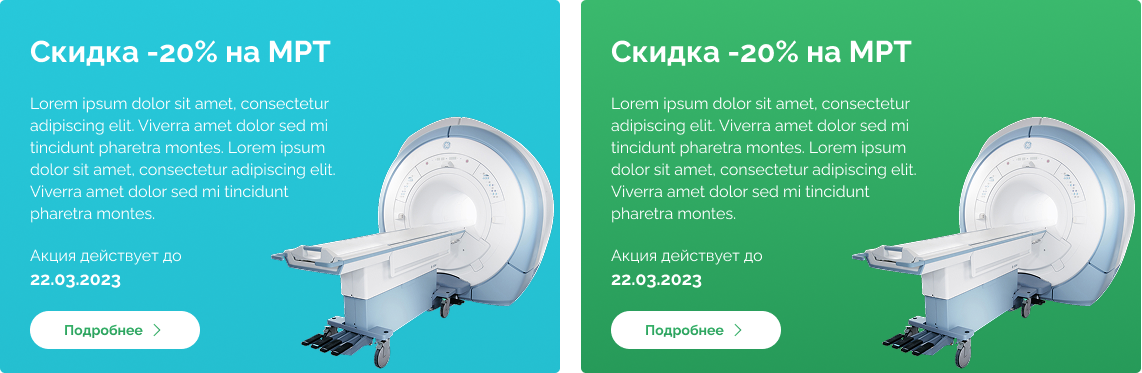 Скидка -20% на МРТ
Lorem ipsum dolor sit amet, consectetur
adipiscing elit. Viverra amet dolor sed mi
tincidunt pharetra montes. Lorem ipsum
dolor sit amet, consectetur adipiscing elit.
Viverra amet dolor sed mi tincidunt
pharetra montes.
Акция действует до
22.03.2023
Подробнее
Скидка -20% на МРТ
Lorem ipsum dolor sit amet, consectetur
adipiscing elit. Viverra amet dolor sed mi
tincidunt pharetra montes. Lorem ipsum
dolor sit amet, consectetur adipiscing elit.
Viverra amet dolor sed mi tincidunt
pharetra montes.
Акция действует до
22.03.2023
Подробнее